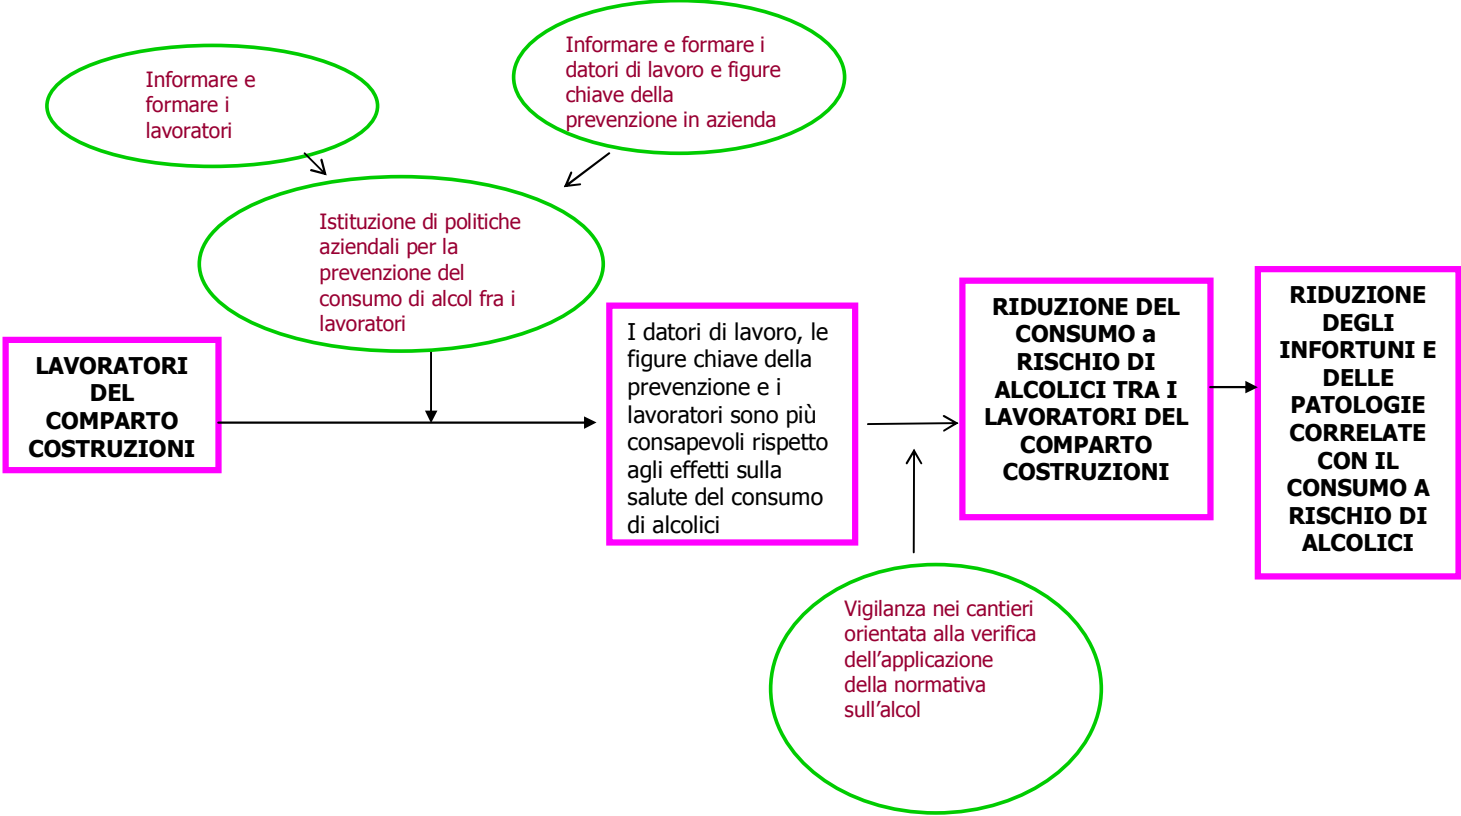 Informare e
formare i
lavoratori
Informare e formare i
datori di lavoro e figure
chiave della
prevenzione in azienda
Istituzione di politiche
aziendali per la
prevenzione del
consumo di alcol fra i
lavoratori
LAVORATORI
DEL
COMPARTO
COSTRUZIONI
I datori di lavoro, le
figure chiave della
prevenzione e i
lavoratori sono più
consapevoli rispetto
agli effetti sulla
salute del consumo
di alcolici
RIDUZIONE DEL
CONSUMO a
RISCHIO DI
ALCOLICI TRA I
LAVORATORI DEL
COMPARTO
COSTRUZIONI
RIDUZIONE
DEGLI
INFORTUNI E
DELLE
PATOLOGIE
CORRELATE
CON IL
CONSUMO A
RISCHIO DI
ALCOLICI
Vigilanza nei cantieri
orientata alla verifica
dell’applicazione
della normativa
sull’alcol